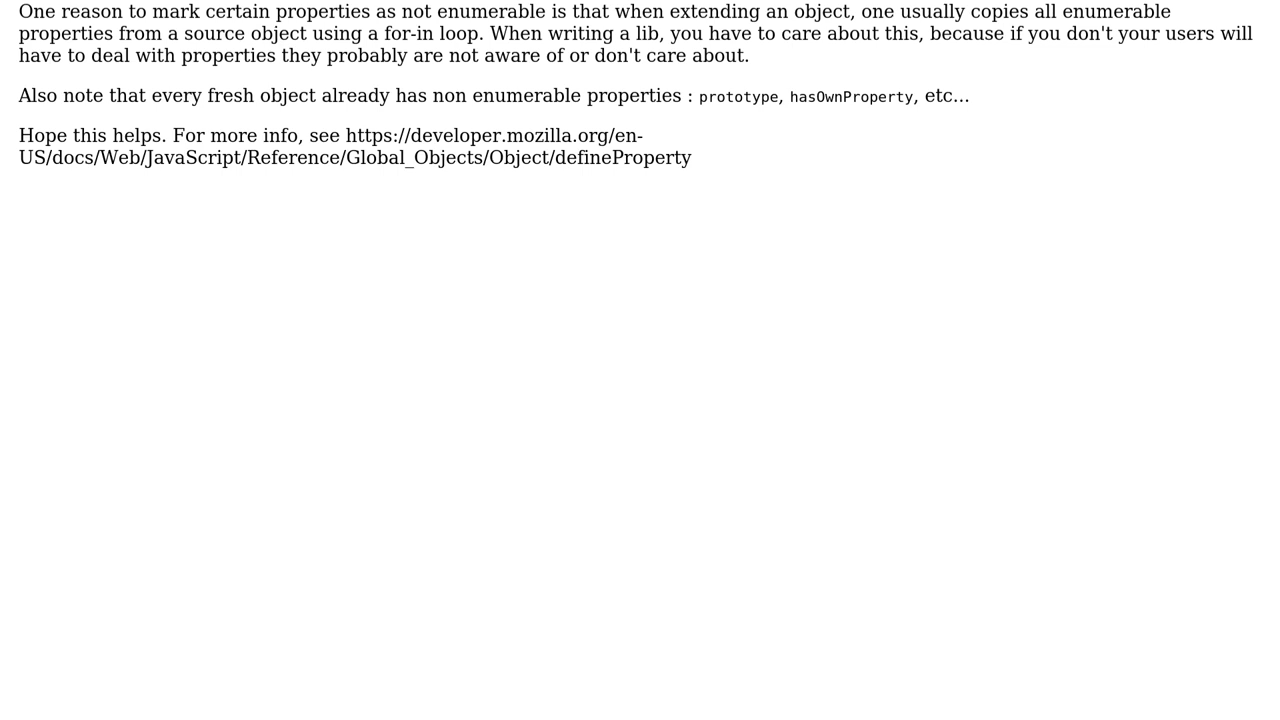 One reason to mark certain properties as not enumerable is that when extending an object, one usually copies all enumerable
properties from a source object using a for-in loop. When writing a lib, you have to care about this, because if you don't your users will
have to deal with properties they probably are not aware of or don't care about.
Also note that every fresh object already has non enumerable properties : prototype, hasOwnProperty, etc...
Hope this helps. For more info, see https://developer.mozilla.org/en-
US/docs/Web/JavaScript/Reference/Global_Objects/Object/defineProperty